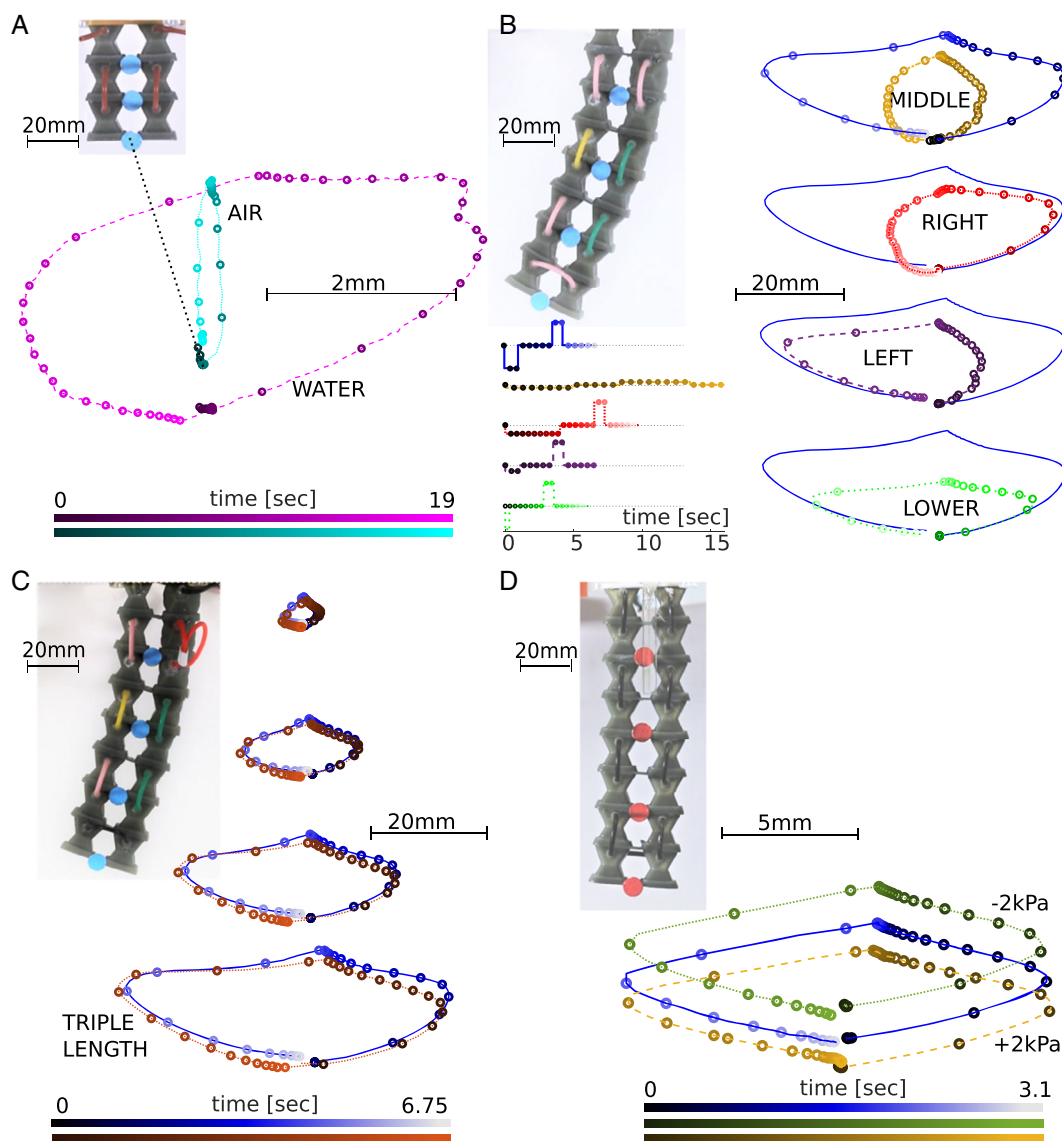 A
20mm
AIR
2mm
WATER
0 time [sec] 19
B
20mm
MIDDLE
RIGHT
20mm
LEFT
LOWER
time [sec]
0 5 10 15
C
20mm
20mm
TRIPLE
LENGTH
0 time [sec] 6.75
D
20mm
5mm
-2kPa
+2kPa
0 time [sec] 3.1